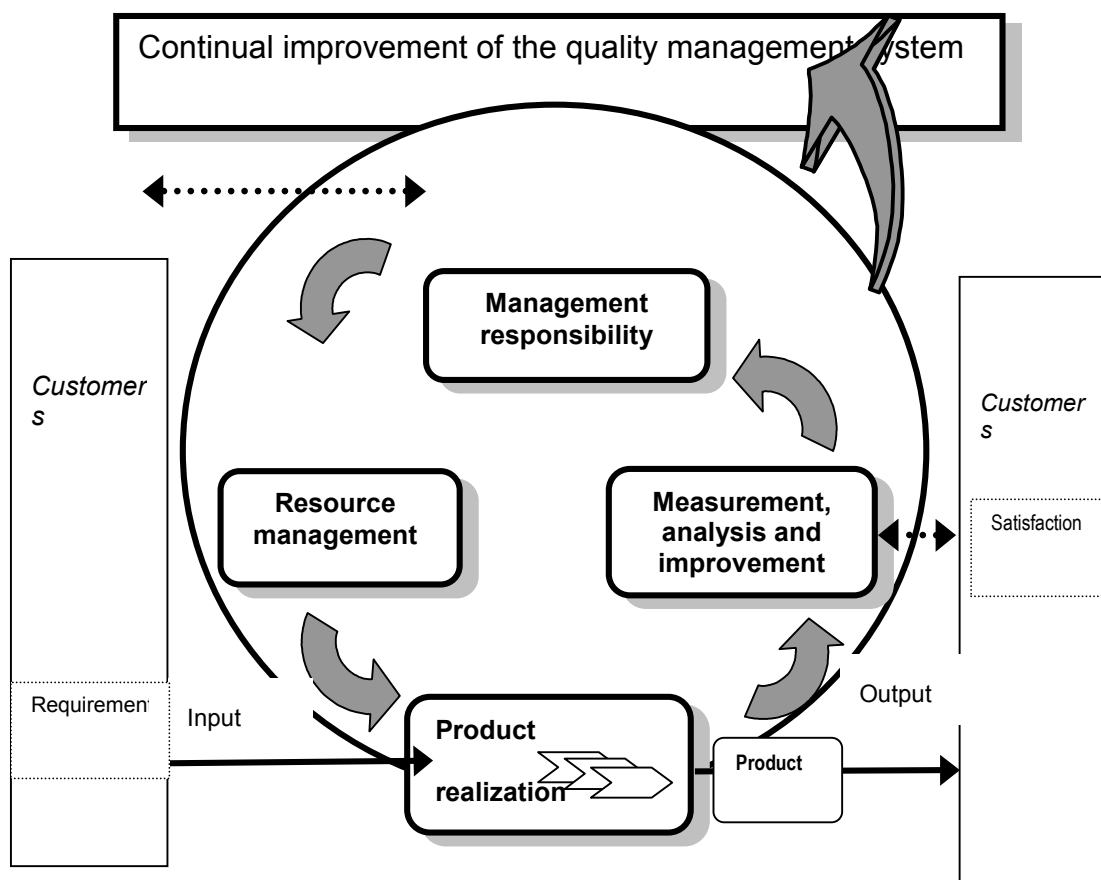 Continual improvement of the quality management system
Management
responsibility
Customer
s
Customer
s
Resource
management
Measurement,
analysis and
improvement
Satisfaction
Requirement
Input
Output
Product
realization
Product